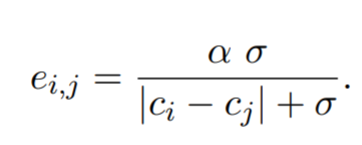 e_{i,j} = \frac{\alpha \ \sigma}{|c_i - c_j| + \sigma}.